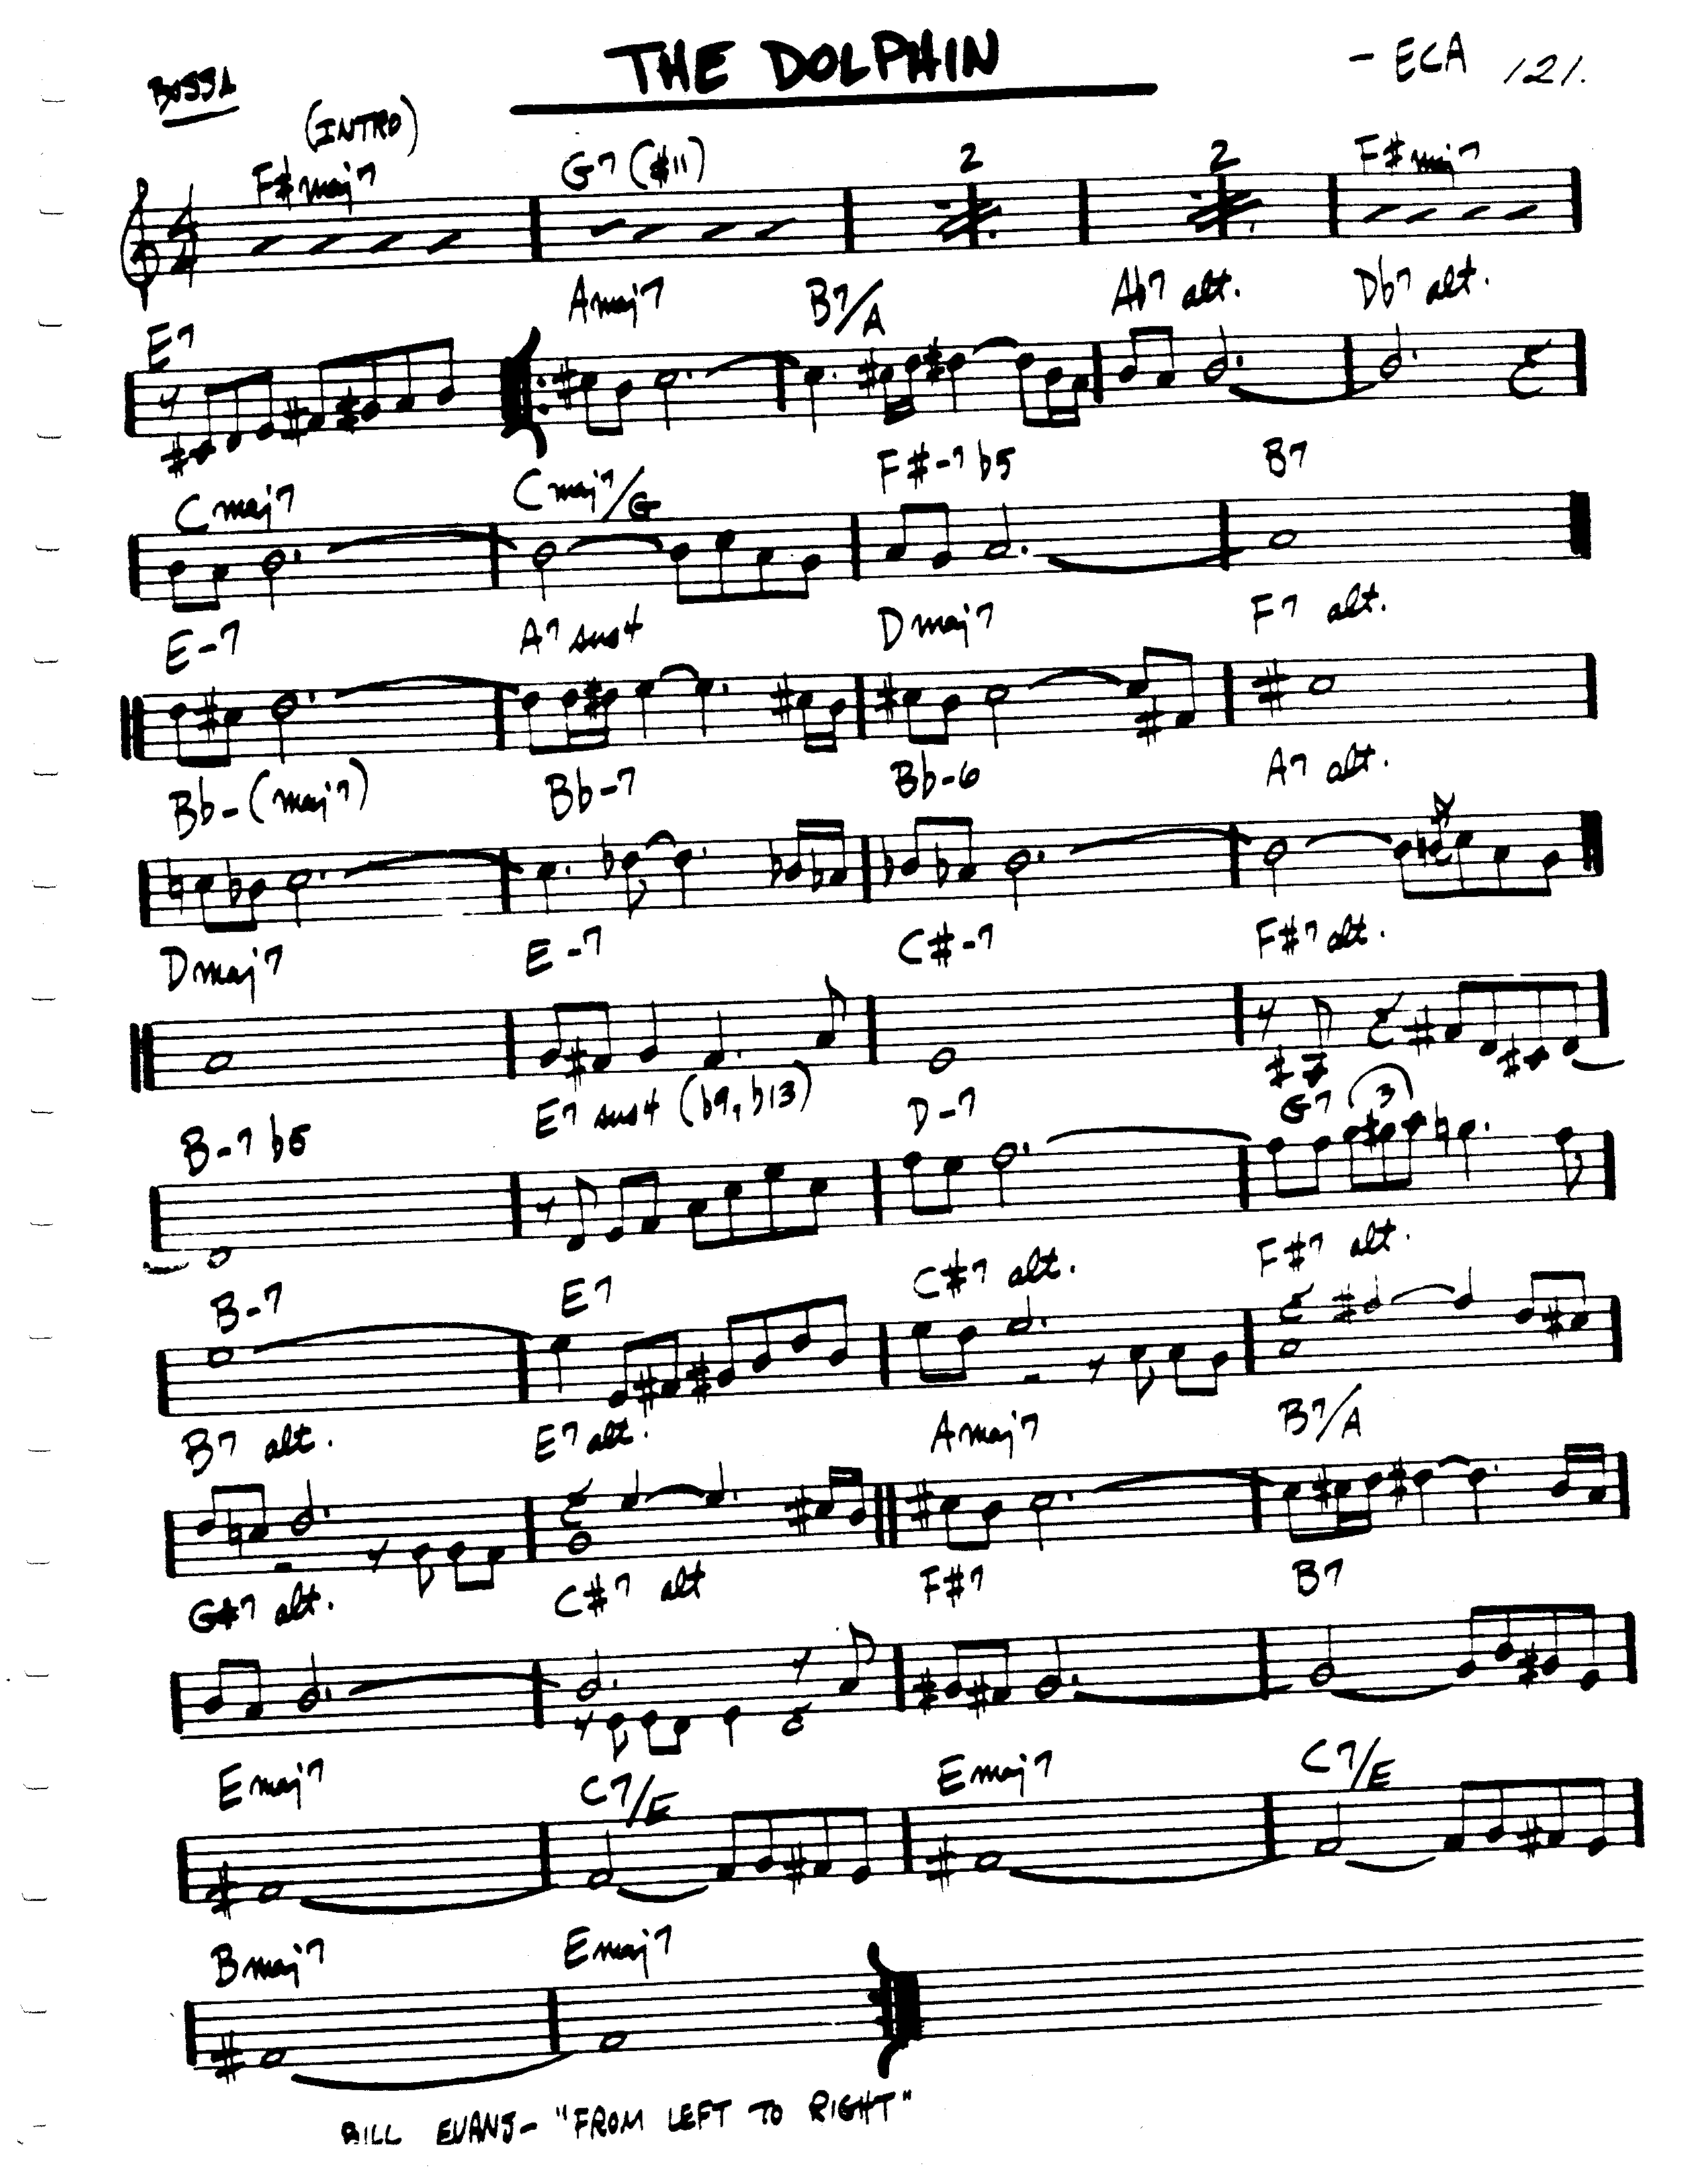 THE DOLPHIN
- ECA 121.
BOSSA
(INTRO)
F#maj7 G7(#11) 2 2 F#maj7
E7 Amaj7 B7/A Ab7 alt. Db7 alt.
Cmaj7 Cmaj7/G F#-7b5 B7
E-7 A7sus4 Dmaj7 F7 alt.
Bb-(maj7) Bb-7 Bb-6 A7 alt.
Dmaj7 E-7 C#-7 F#7 alt.
B-7b5 E7sus4(b9,b13) D-7 G7 3
B-7 E7 C#7 alt. F#7 alt.
B7 alt. E7 alt. Amaj7 B7/A
G#7 alt. C#7 alt F#7 B7
Emaj7 C7/E Emaj7 C7/E
Bmaj7 Emaj7
BILL EVANS- "FROM LEFT TO RIGHT"